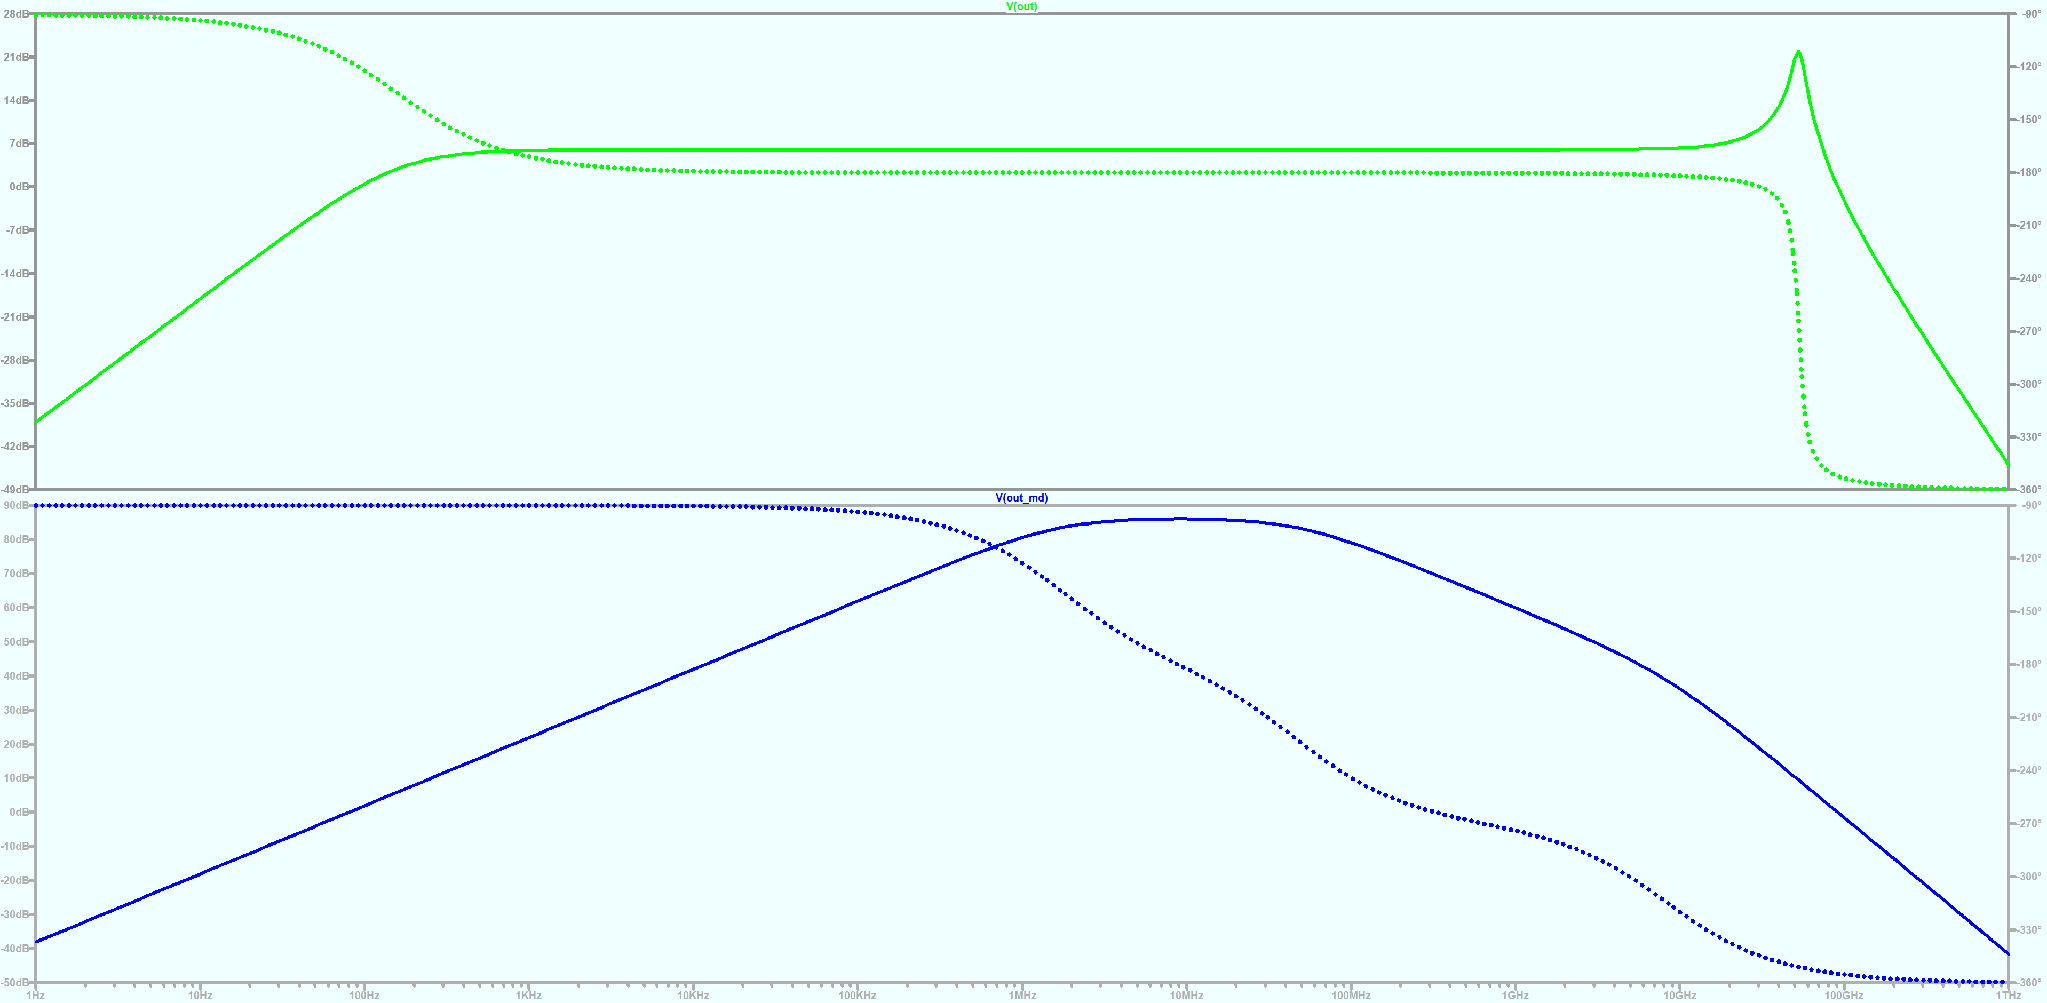 V(out)
28dB -90°
21dB
-120°
14dB
-150°
7dB
-180°
0dB
-210°
-7dB
-240°
-14dB
-270°
-21dB
-300°
-28dB
-35dB
-330°
-42dB
-49dB -360°
V(out_md)
90dB -90°
80dB
-120°
70dB
60dB -150°
50dB
-180°
40dB
30dB -210°
20dB
-240°
10dB
0dB -270°
-10dB
-300°
-20dB
-30dB -330°
-40dB
-50dB -360°
1Hz 10Hz 100Hz 1KHz 10KHz 100KHz 1MHz 10MHz 100MHz 1GHz 10GHz 100GHz 1THz